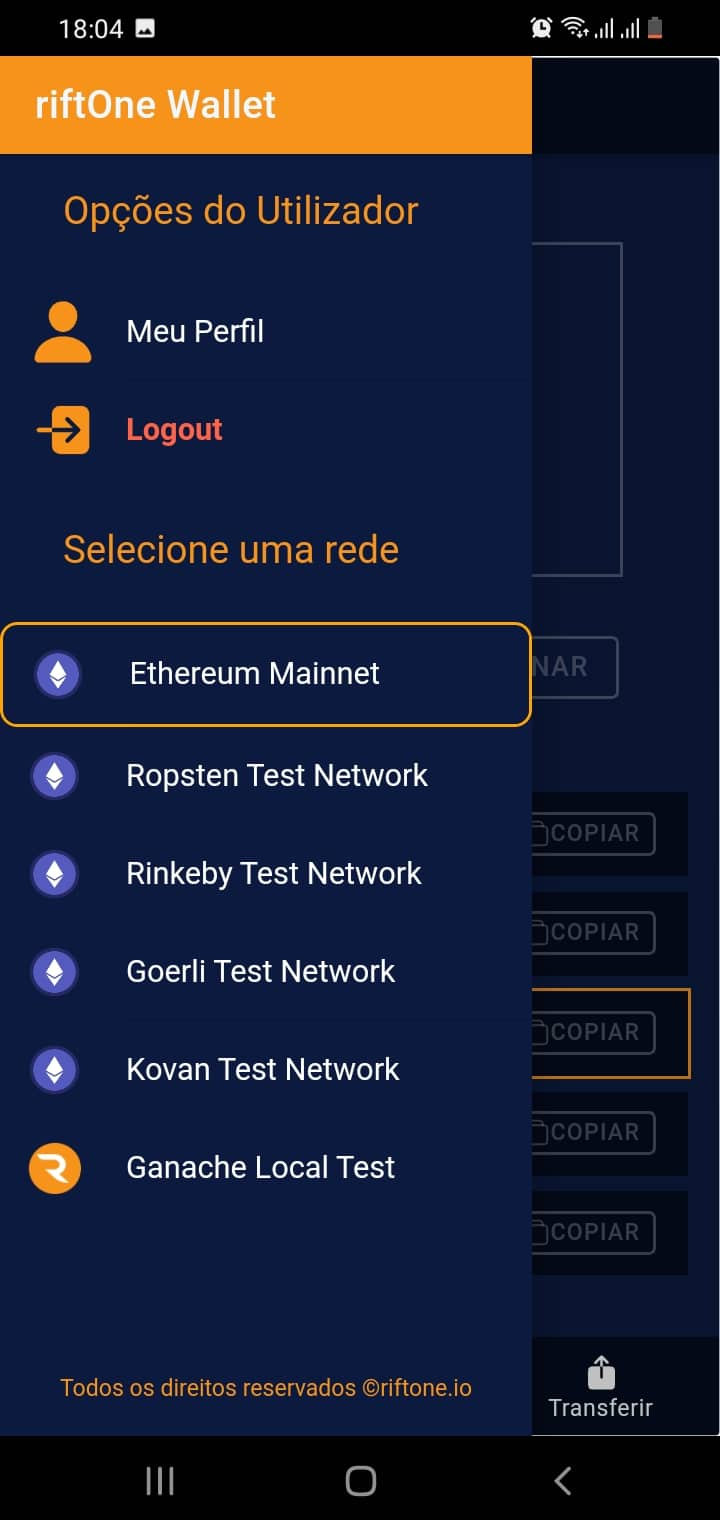 18:04
riftOne Wallet
Opções do Utilizador
Meu Perfil
Logout
Selecione uma rede
Ethereum Mainnet
NAR
Ropsten Test Network
COPIAR
Rinkeby Test Network
COPIAR
Goerli Test Network
COPIAR
Kovan Test Network
COPIAR
Ganache Local Test
COPIAR
Todos os direitos reservados ©riftone.io
Transferir